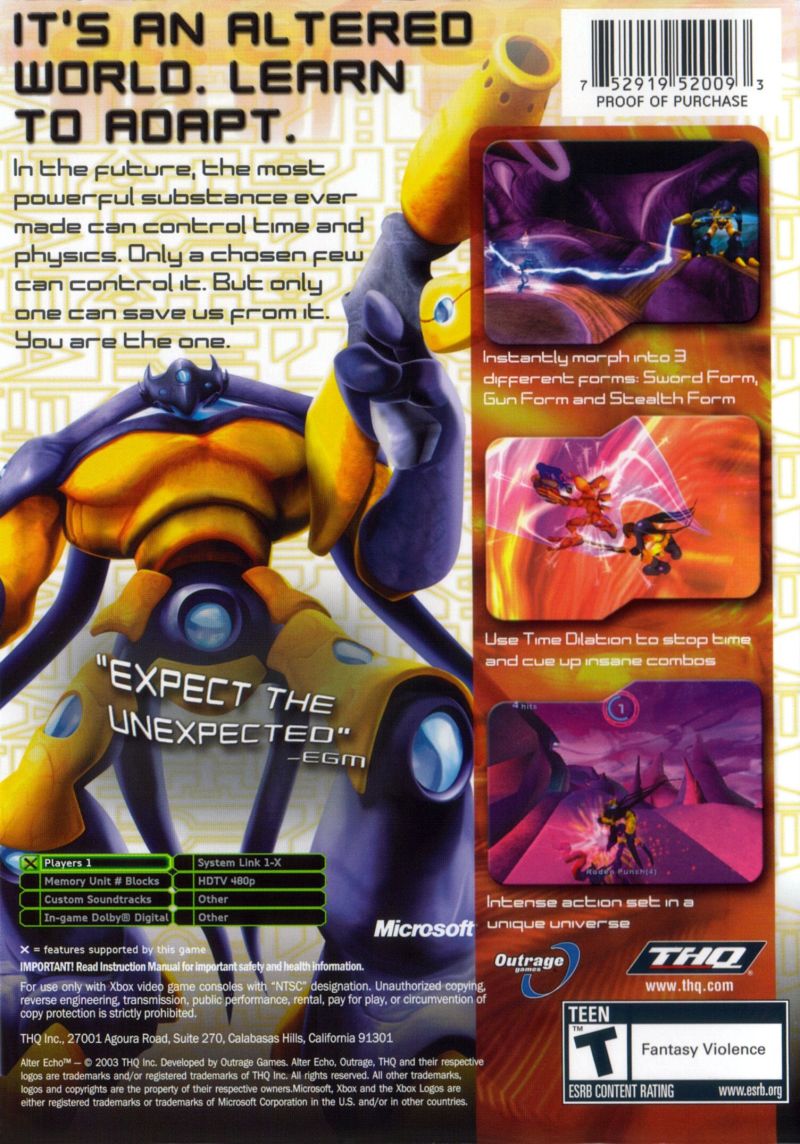 IT'S AN ALTERED
WORLD. LEARN
TO ADAPT.
In the future, the most
powerful substance ever
made can control time and
physics. Only a chosen few
can control it. But only
one can save us from it.
You are the one.
7 52919 52009 3
PROOF OF PURCHASE
Instantly morph into 3
different forms: Sword Form,
Gun Form and Stealth Form
Use Time Dilation to stop time
and cue up insane combos
4 hits
1
Roden Punch(4)
Intense action set in a
unique universe
"EXPECT THE
UNEXPECTED"
–EGM
X Players 1
Memory Unit # Blocks
Custom Soundtracks
In-game Dolby® Digital
System Link 1-X
HDTV 480p
Other
Other
Microsoft
X = features supported by this game
IMPORTANT! Read Instruction Manual for important safety and health information.
For use only with Xbox video game consoles with "NTSC" designation. Unauthorized copying,
reverse engineering, transmission, public performance, rental, pay for play, or circumvention of
copy protection is strictly prohibited.
THQ Inc., 27001 Agoura Road, Suite 270, Calabasas Hills, California 91301
Alter Echo™ — © 2003 THQ Inc. Developed by Outrage Games. Alter Echo, Outrage, THQ and their respective
logos are trademarks and/or registered trademarks of THQ Inc. All rights reserved. All other trademarks,
logos and copyrights are the property of their respective owners.Microsoft, Xbox and the Xbox Logos are
either registered trademarks or trademarks of Microsoft Corporation in the U.S. and/or in other countries.
Outrage
games™
THQ®
www.thq.com
TEEN
T™
Fantasy Violence
ESRB CONTENT RATING www.esrb.org